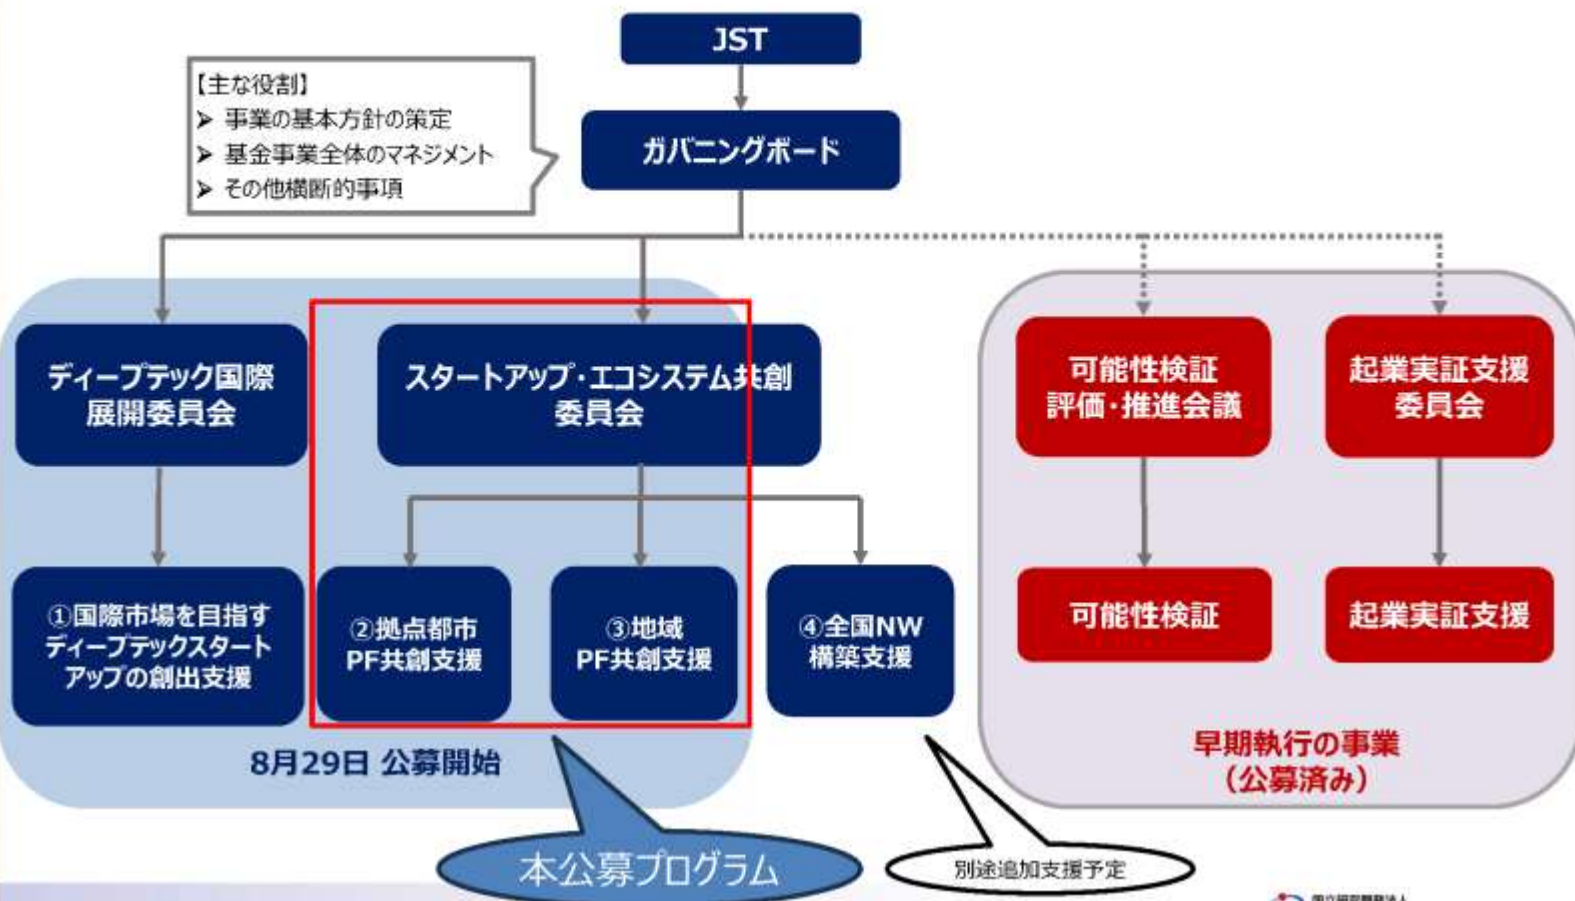 JST
【主な役割】
➢ 事業の基本方針の策定
➢ 基金事業全体のマネジメント
➢ その他横断的事項
ガバニングボード
ディープテック国際
展開委員会
スタートアップ・エコシステム共創
委員会
可能性検証
評価・推進会議
起業実証支援
委員会
①国際市場を目指す
ディープテックスタート
アップの創出支援
②拠点都市
PF共創支援
③地域
PF共創支援
④全国NW
構築支援
可能性検証
起業実証支援
8月29日 公募開始
早期執行の事業
（公募済み）
本公募プログラム
別途追加支援予定
国立研究開発法人